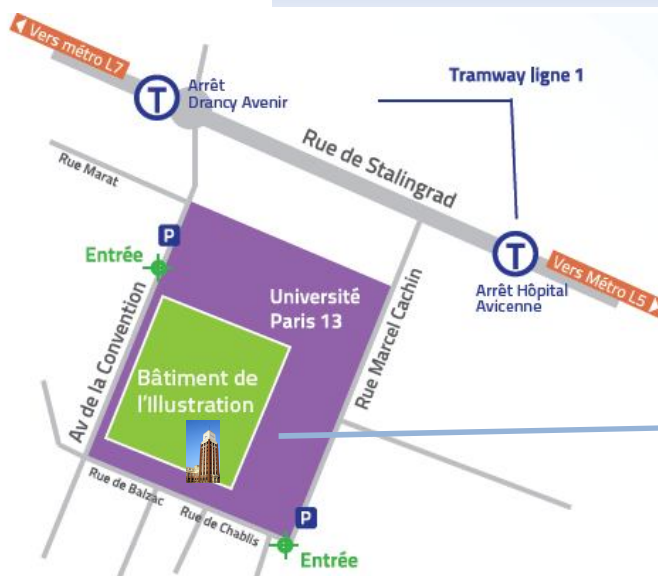 Vers métro L7
T
Arrêt
Drancy Avenir
Tramway ligne 1
Rue de Stalingrad
Rue Marat
P
Entrée
T
Vers Métro L5
Arrêt Hôpital
Avicenne
Université
Paris 13
Av de la Convention
Rue Marcel Cachin
Bâtiment de
l'Illustration
Rue de Balzac
Rue de Chablis
P
Entrée